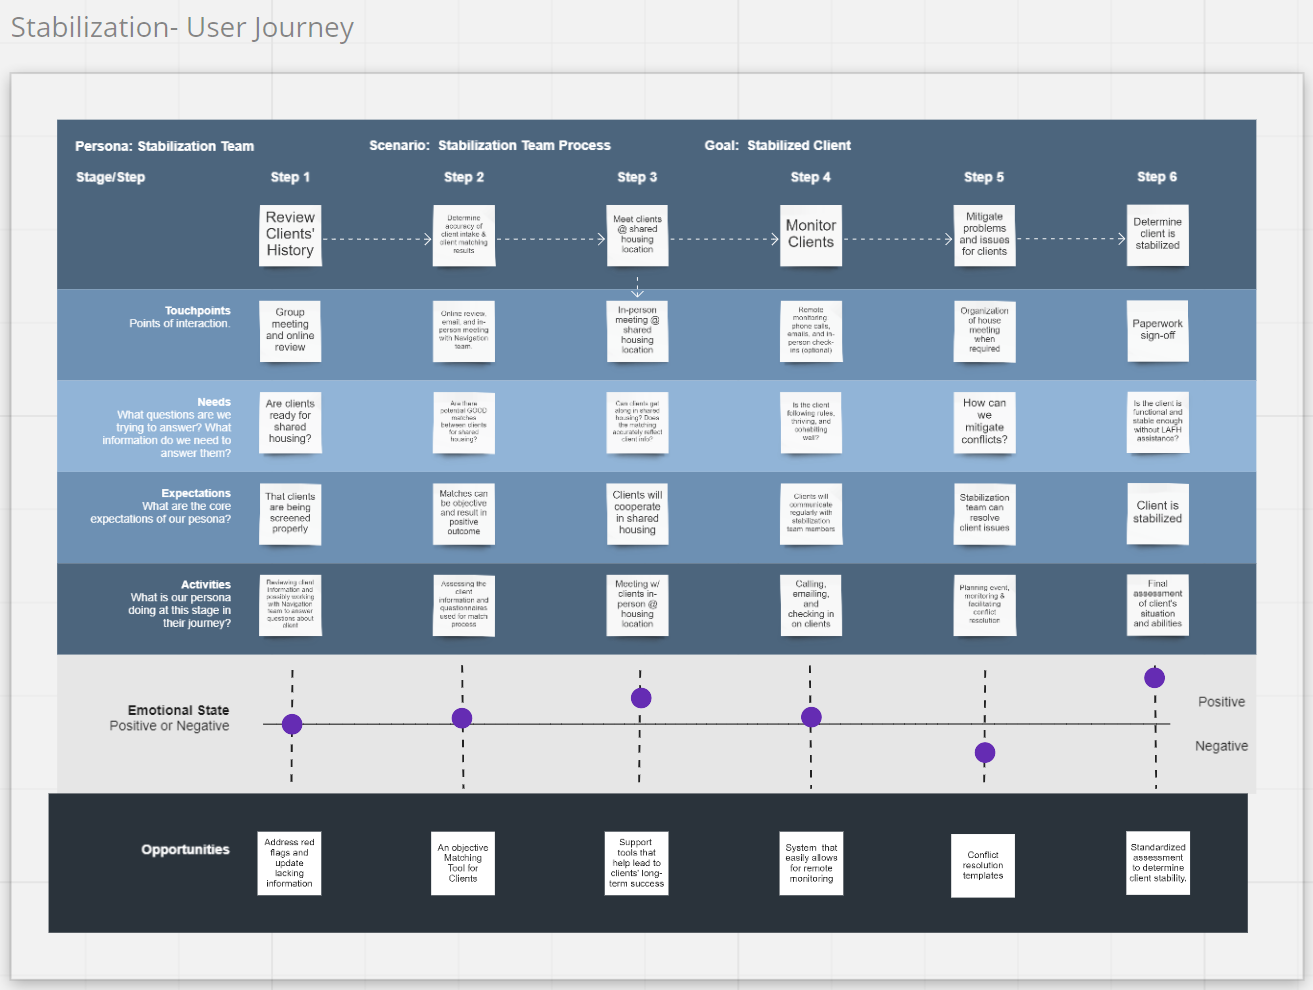 Stabilization- User Journey
Persona: Stabilization Team
Scenario: Stabilization Team Process
Goal: Stabilized Client
Stage/Step
Step 1
Step 2
Step 3
Step 4
Step 5
Step 6
Review
Clients'
History
Determine
accuracy of
client intake &
client matching
results
Meet clients
@ shared
housing
location
Monitor
Clients
Mitigate
problems
and issues
for clients
Determine
client is
stabilized
Touchpoints
Points of interaction.
Group
meeting
and online
review
Online review,
email, and in-
person meeting
with Navigation
team.
In-person
meeting @
shared
housing
location
Remote
monitoring
phone calls,
emails, and in-
person check-
ins (optional)
Organization
of house
meeting
when
required
Paperwork
sign-off
Needs
What questions are we
trying to answer? What
information do we need to
answer them?
Are clients
ready for
shared
housing?
Are there
potential GOOD
matches
between clients
for shared
housing?
Can clients get
along in shared
housing? Does
the matching
accurately reflect
client info?
Is the client
following rules,
thriving, and
cohabiting
well?
How can
we
mitigate
conflicts?
Is the client is
functional and
stable enough
without LAFH
assistance?
Expectations
What are the core
expectations of our pesona?
That clients
are being
screened
properly
Matches can
be objective
and result in
positive
outcome
Clients will
cooperate
in shared
housing
Clients will
communicate
regularly with
stabilization
team members
Stabilization
team can
resolve
client issues
Client is
stabilized
Activities
What is our persona
doing at this stage in
their journey?
Reviewing client
information and
possibly working
with Navigation
team to answer
questions about
client
Assessing the
client
information and
questionnaires
used for match
process
Meeting w/
clients in-
person @
housing
location
Calling,
emailing,
and
checking in
on clients
Planning event,
monitoring &
facilitating
conflict
resolution
Final
assessment
of client's
situation
and abilities
Emotional State
Positive or Negative
Positive
Negative
Opportunities
Address red
flags and
update
lacking
information
An objective
Matching
Tool for
Clients
Support
tools that
help lead to
clients' long-
term success
System that
easily allows
for remote
monitoring
Conflict
resolution
templates
Standardized
assessment
to determine
client stability.